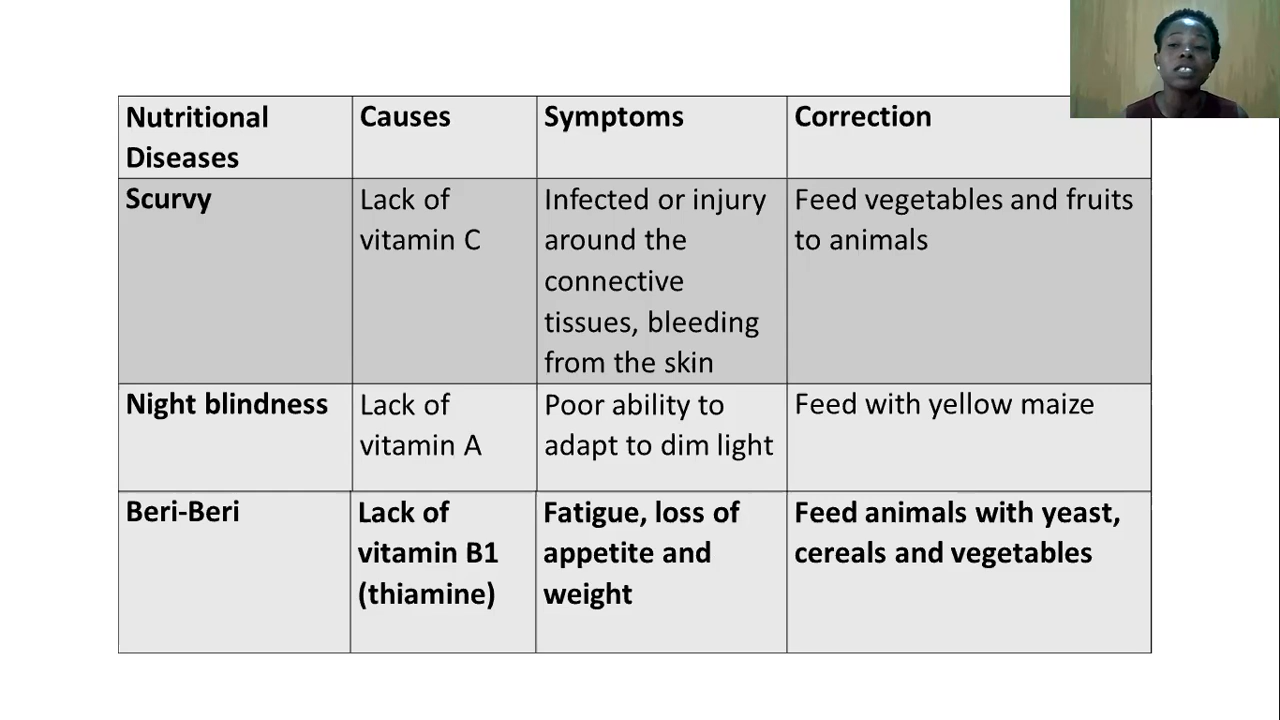 Nutritional
Diseases
Causes
Symptoms
Correction
Scurvy
Lack of
vitamin C
Infected or injury
around the
connective
tissues, bleeding
from the skin
Feed vegetables and fruits
to animals
Night blindness
Lack of
vitamin A
Poor ability to
adapt to dim light
Feed with yellow maize
Beri-Beri
Lack of
vitamin B1
(thiamine)
Fatigue, loss of
appetite and
weight
Feed animals with yeast,
cereals and vegetables